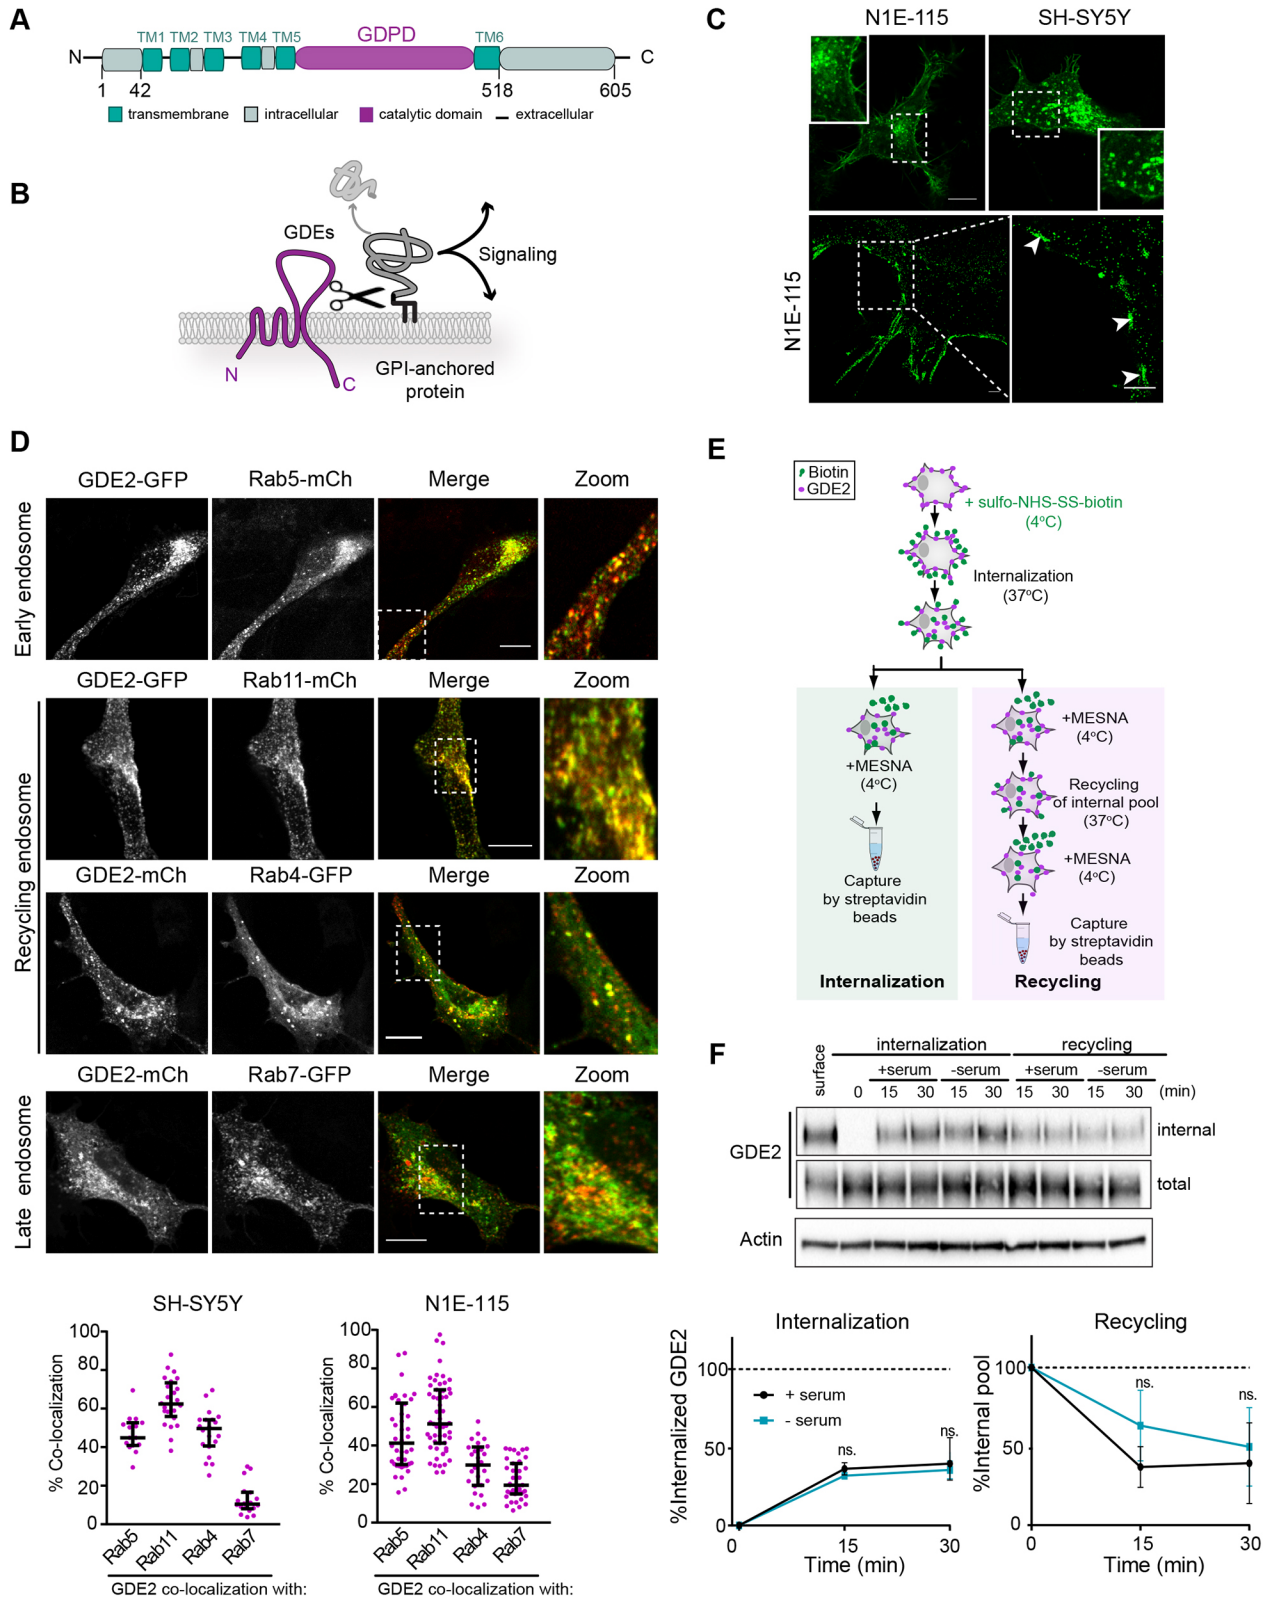 A
TM1 TM2 TM3 TM4 TM5 GDPD TM6
N C
1 42 518 605
transmembrane intracellular catalytic domain extracellular
B
GDEs
Signaling
N
C
GPI-anchored
protein
C
N1E-115 SH-SY5Y
N1E-115
D
GDE2-GFP Rab5-mCh Merge Zoom
Early endosome
GDE2-GFP Rab11-mCh Merge Zoom
Recycling endosome
GDE2-mCh Rab4-GFP Merge Zoom
GDE2-mCh Rab7-GFP Merge Zoom
Late endosome
SH-SY5Y
% Co-localization
100
80
60
40
20
0
Rab5 Rab11 Rab4 Rab7
GDE2 co-localization with:
N1E-115
% Co-localization
100
80
60
40
20
0
Rab5 Rab11 Rab4 Rab7
GDE2 co-localization with:
E
Biotin
GDE2
+ sulfo-NHS-SS-biotin
(4ºC)
Internalization
(37ºC)
+MESNA
(4ºC)
Capture
by streptavidin
beads
Internalization
+MESNA
(4ºC)
Recycling
of internal pool
(37ºC)
+MESNA
(4ºC)
Capture
by streptavidin
beads
Recycling
F
surface
internalization recycling
+serum -serum +serum -serum
0 15 30 15 30 15 30 15 30 (min)
GDE2
internal
total
Actin
Internalization
%Internalized GDE2
100
50
0
+ serum
- serum
ns. ns.
0 15 30
Time (min)
Recycling
%Internal pool
100
50
0
ns. ns.
0 15 30
Time (min)